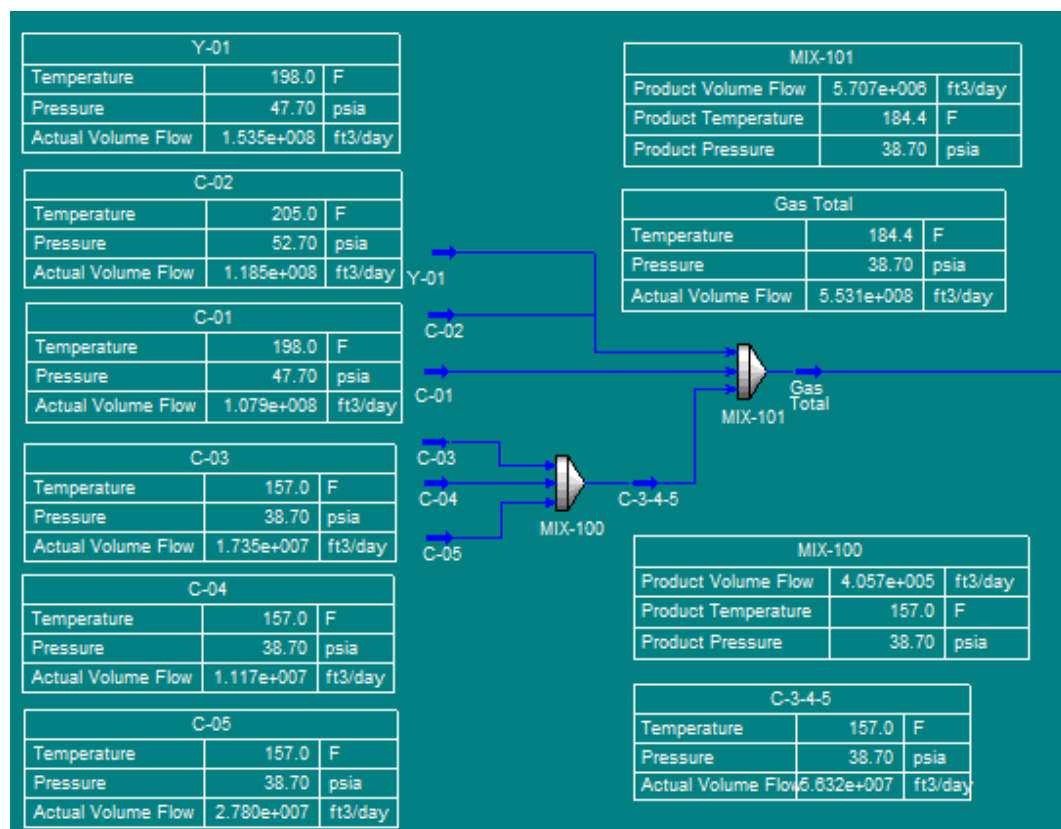 Y-01
Temperature 198.0 F
Pressure 47.70 psia
Actual Volume Flow 1.535e+008 ft3/day
C-02
Temperature 205.0 F
Pressure 52.70 psia
Actual Volume Flow 1.185e+008 ft3/day
C-01
Temperature 198.0 F
Pressure 47.70 psia
Actual Volume Flow 1.079e+008 ft3/day
C-03
Temperature 157.0 F
Pressure 38.70 psia
Actual Volume Flow 1.735e+007 ft3/day
C-04
Temperature 157.0 F
Pressure 38.70 psia
Actual Volume Flow 1.117e+007 ft3/day
C-05
Temperature 157.0 F
Pressure 38.70 psia
Actual Volume Flow 2.780e+007 ft3/day
Y-01
C-02
C-01
C-03
C-04
C-05
MIX-100
C-3-4-5
MIX-101
Gas
Total
MIX-101
Product Volume Flow 5.707e+006 ft3/day
Product Temperature 184.4 F
Product Pressure 38.70 psia
Gas Total
Temperature 184.4 F
Pressure 38.70 psia
Actual Volume Flow 5.531e+008 ft3/day
MIX-100
Product Volume Flow 4.057e+005 ft3/day
Product Temperature 157.0 F
Product Pressure 38.70 psia
C-3-4-5
Temperature 157.0 F
Pressure 38.70 psia
Actual Volume Flow 5.632e+007 ft3/day